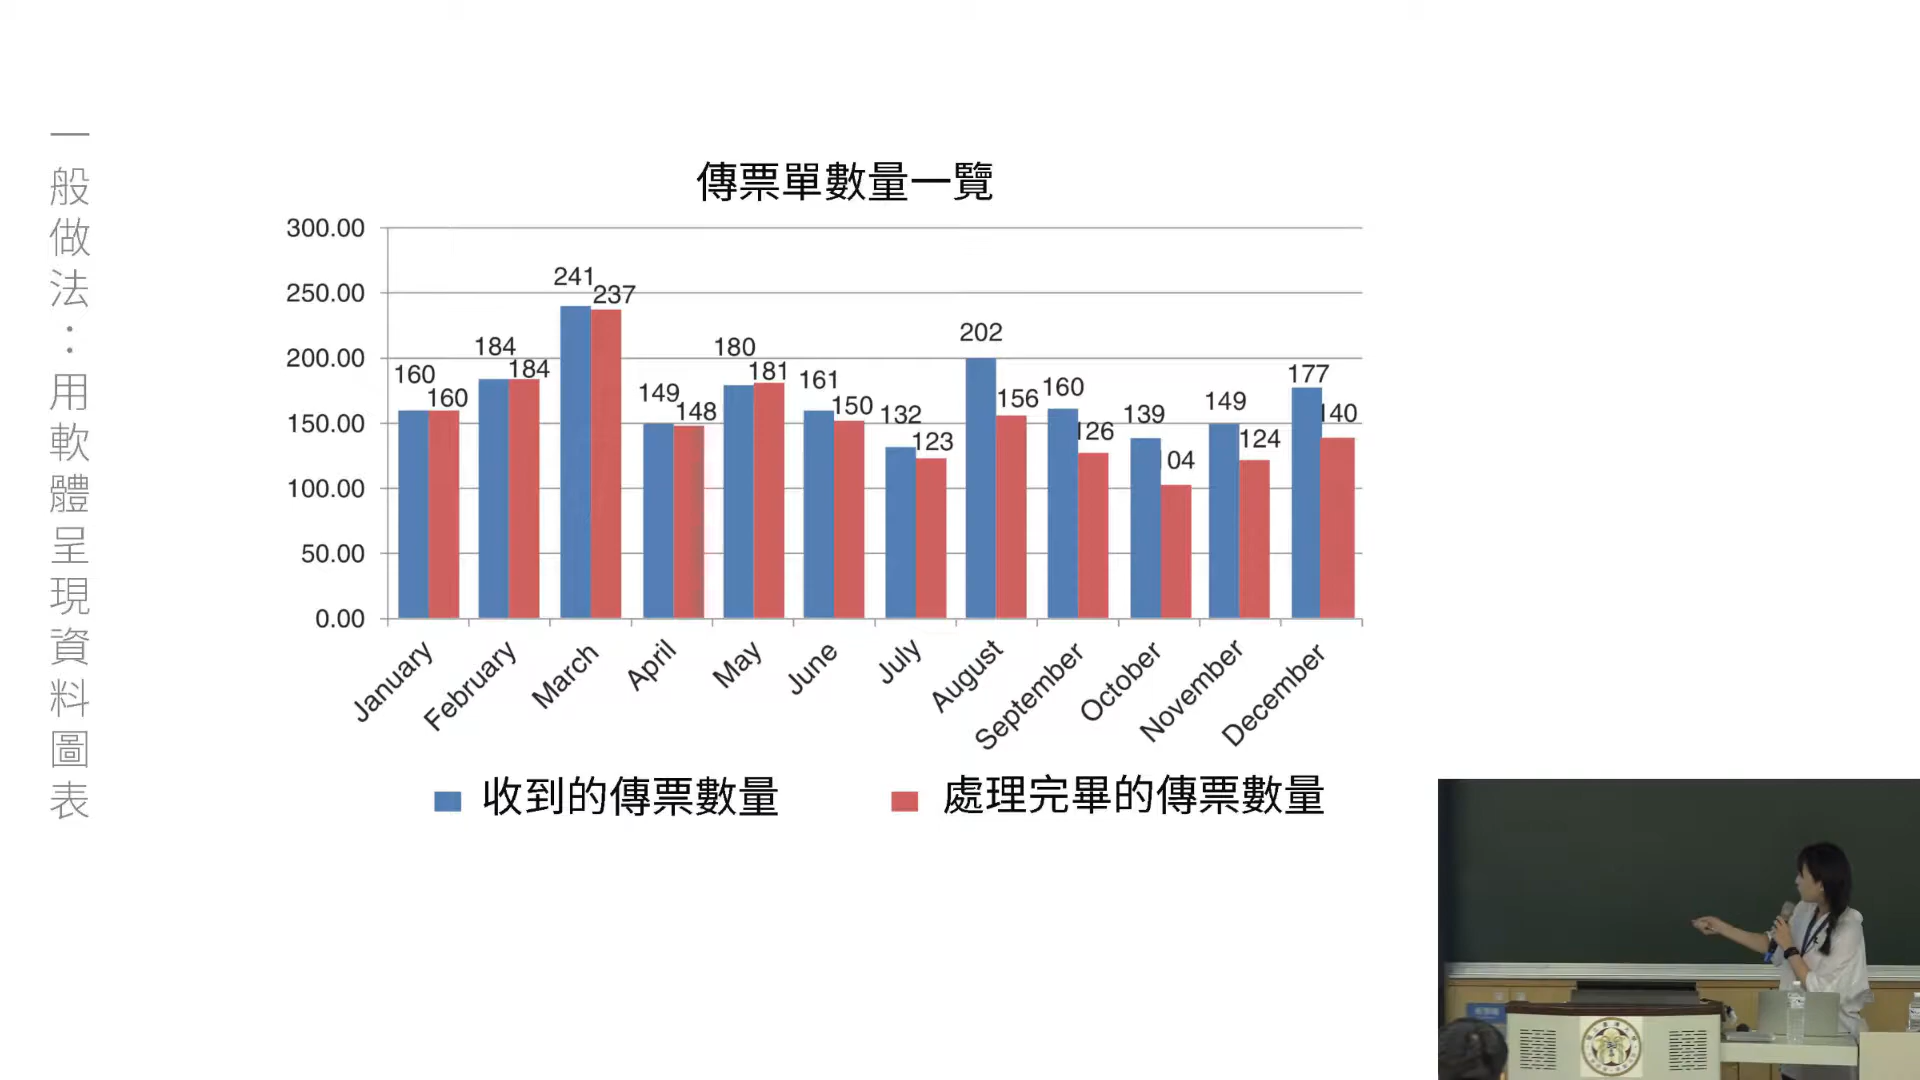 一般做法：用軟體呈現資料圖表
傳票單數量一覽
300.00
250.00
200.00
150.00
100.00
50.00
0.00
160
160
184
184
241
237
149
148
180
181
161
150
132
123
202
156
160
126
139
04
149
124
177
140
January
February
March
April
May
June
July
August
September
October
November
December
收到的傳票數量
處理完畢的傳票數量